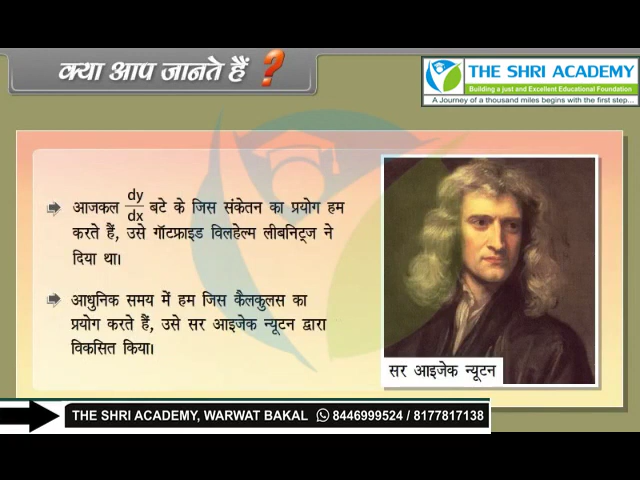 क्या आप जानते हैं ?
THE SHRI ACADEMY
Building a just and Excellent Educational Foundation
A Journey of a thousand miles begins with the first step...
आजकल dy/dx बटे के जिस संकेतन का प्रयोग हम
करते हैं, उसे गॉटफ्राइड विलहेल्म लीबनिट्ज ने
दिया था।
आधुनिक समय में हम जिस कैलकुलस का
प्रयोग करते हैं, उसे सर आइजेक न्यूटन द्वारा
विकसित किया।
सर आइजेक न्यूटन
THE SHRI ACADEMY, WARWAT BAKAL 8446999524 / 8177817138